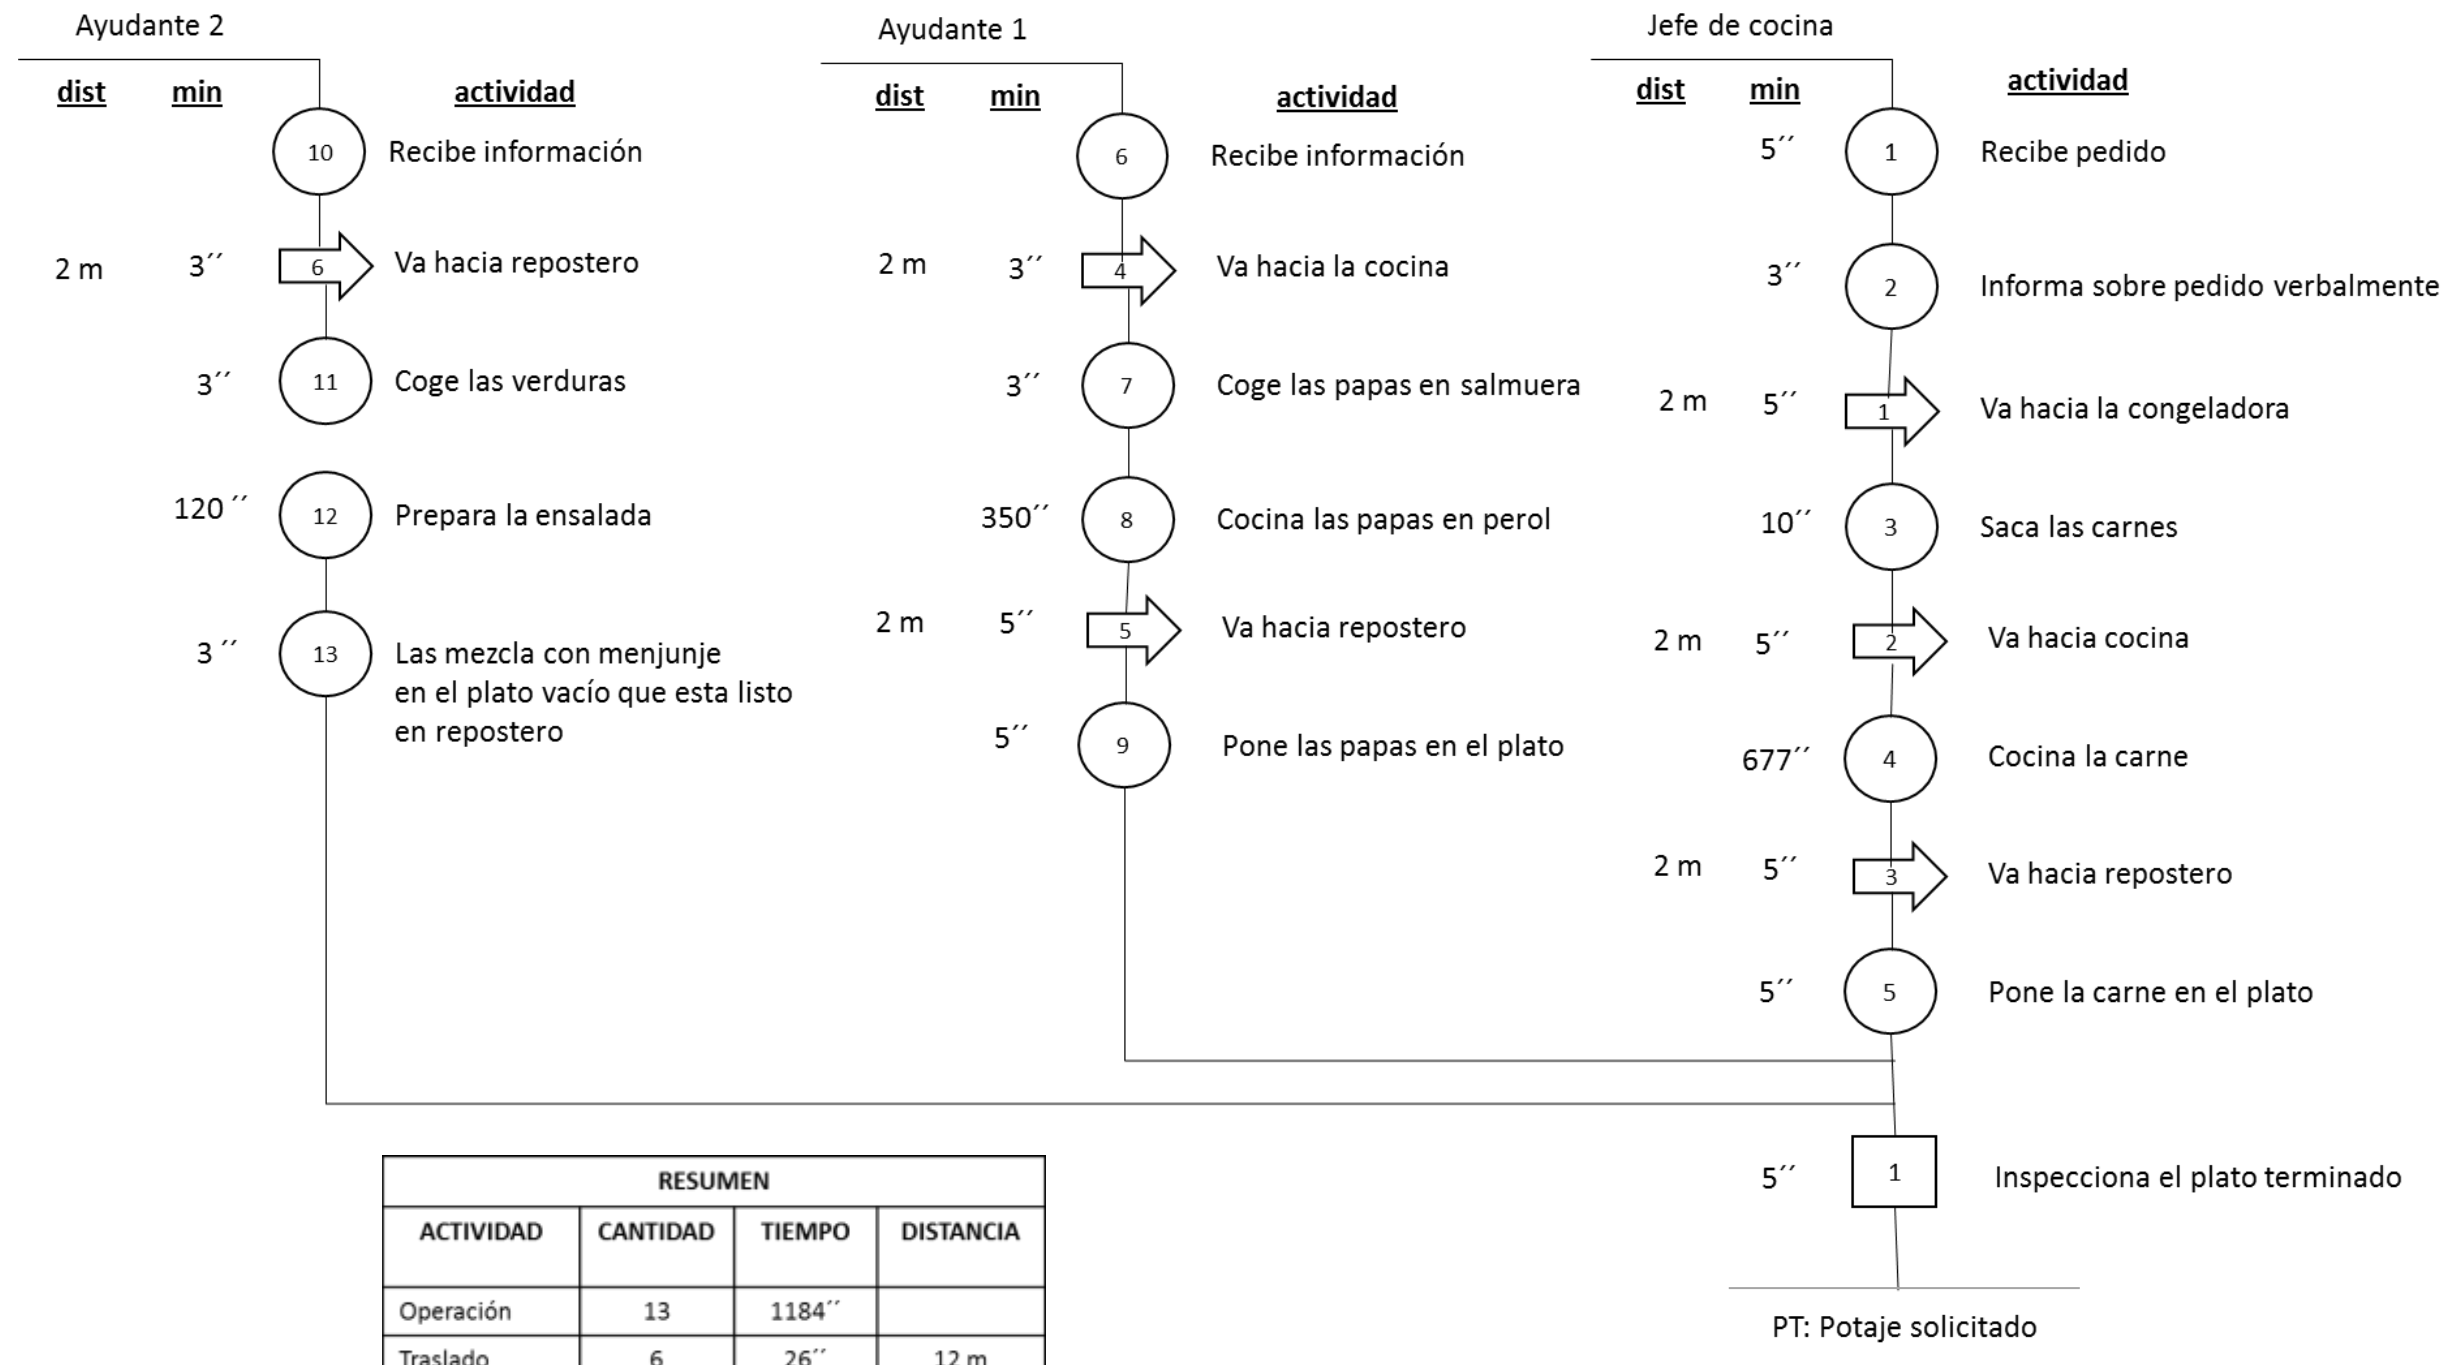 Ayudante 2
dist min actividad
10 Recibe información
2 m 3´´ 6 Va hacia repostero
3´´ 11 Coge las verduras
120 ´´ 12 Prepara la ensalada
3 ´´ 13 Las mezcla con menjunje
en el plato vacío que esta listo
en repostero
Ayudante 1
dist min actividad
6 Recibe información
2 m 3´´ 4 Va hacia la cocina
3´´ 7 Coge las papas en salmuera
350´´ 8 Cocina las papas en perol
2 m 5´´ 5 Va hacia repostero
5´´ 9 Pone las papas en el plato
Jefe de cocina
dist min actividad
5´´ 1 Recibe pedido
3´´ 2 Informa sobre pedido verbalmente
2 m 5´´ 1 Va hacia la congeladora
10´´ 3 Saca las carnes
2 m 5´´ 2 Va hacia cocina
677´´ 4 Cocina la carne
2 m 5´´ 3 Va hacia repostero
5´´ 5 Pone la carne en el plato
5´´ 1 Inspecciona el plato terminado
PT: Potaje solicitado
RESUMEN
ACTIVIDAD CANTIDAD TIEMPO DISTANCIA
Operación 13 1184´´
Traslado 6 26´´ 12 m